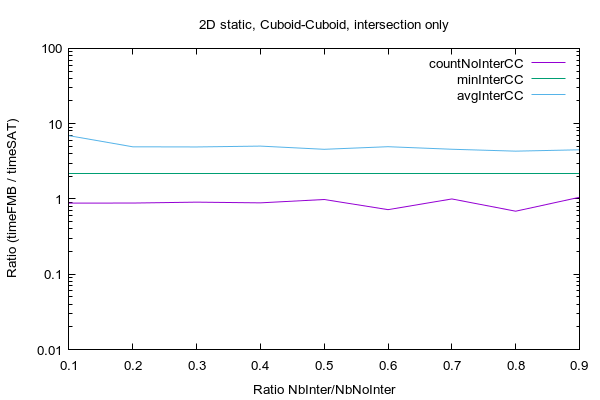 2D static, Cuboid-Cuboid, intersection only
100
10
1
0.1
0.01
Ratio (timeFMB / timeSAT)
countNoInterCC
minInterCC
avgInterCC
0.1 0.2 0.3 0.4 0.5 0.6 0.7 0.8 0.9
Ratio NbInter/NbNoInter